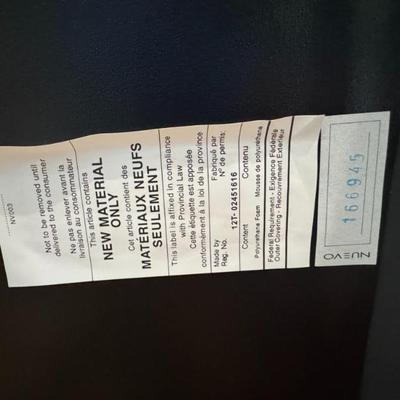 NV003
Not to be removed until
delivered to the consumer
Ne pas enlever avant la
livraison au consommateur
This article contains
NEW MATERIAL
ONLY
Cet article contient des
MATÉRIAUX NEUFS
SEULEMENT
This label is affixed in compliance
with Provincial Law
Cette étiquette est apposée
conformément à la loi de la province
Made by Fabriqué par
Reg. No. Nº de permis:
12T- 02451616
Content Contenu
Polyurethane Foam Mousse de polyuréthane
Federal Requirement - Exigence Fédérale
Outer Covering - Recouvrement Extérieur
166945
NUEVO